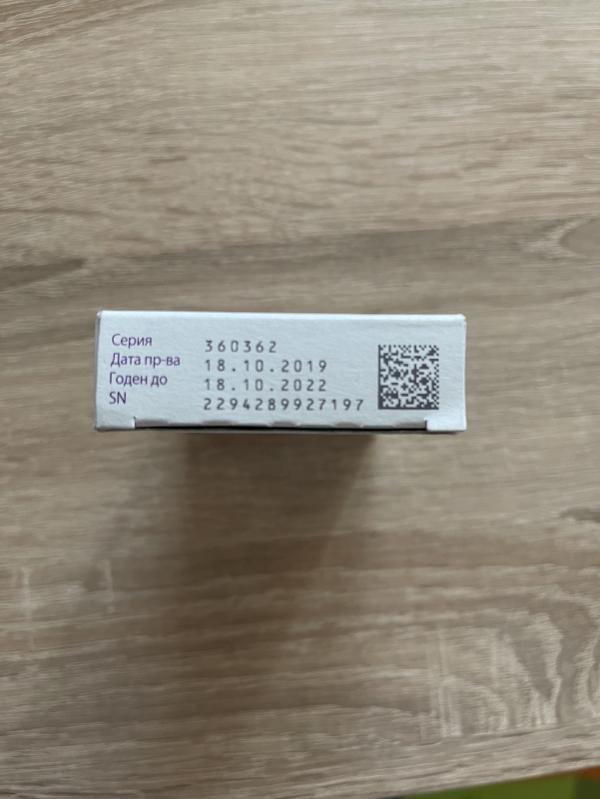 Серия 360362
Дата пр-ва 18.10.2019
Годен до 18.10.2022
SN 2294289927197